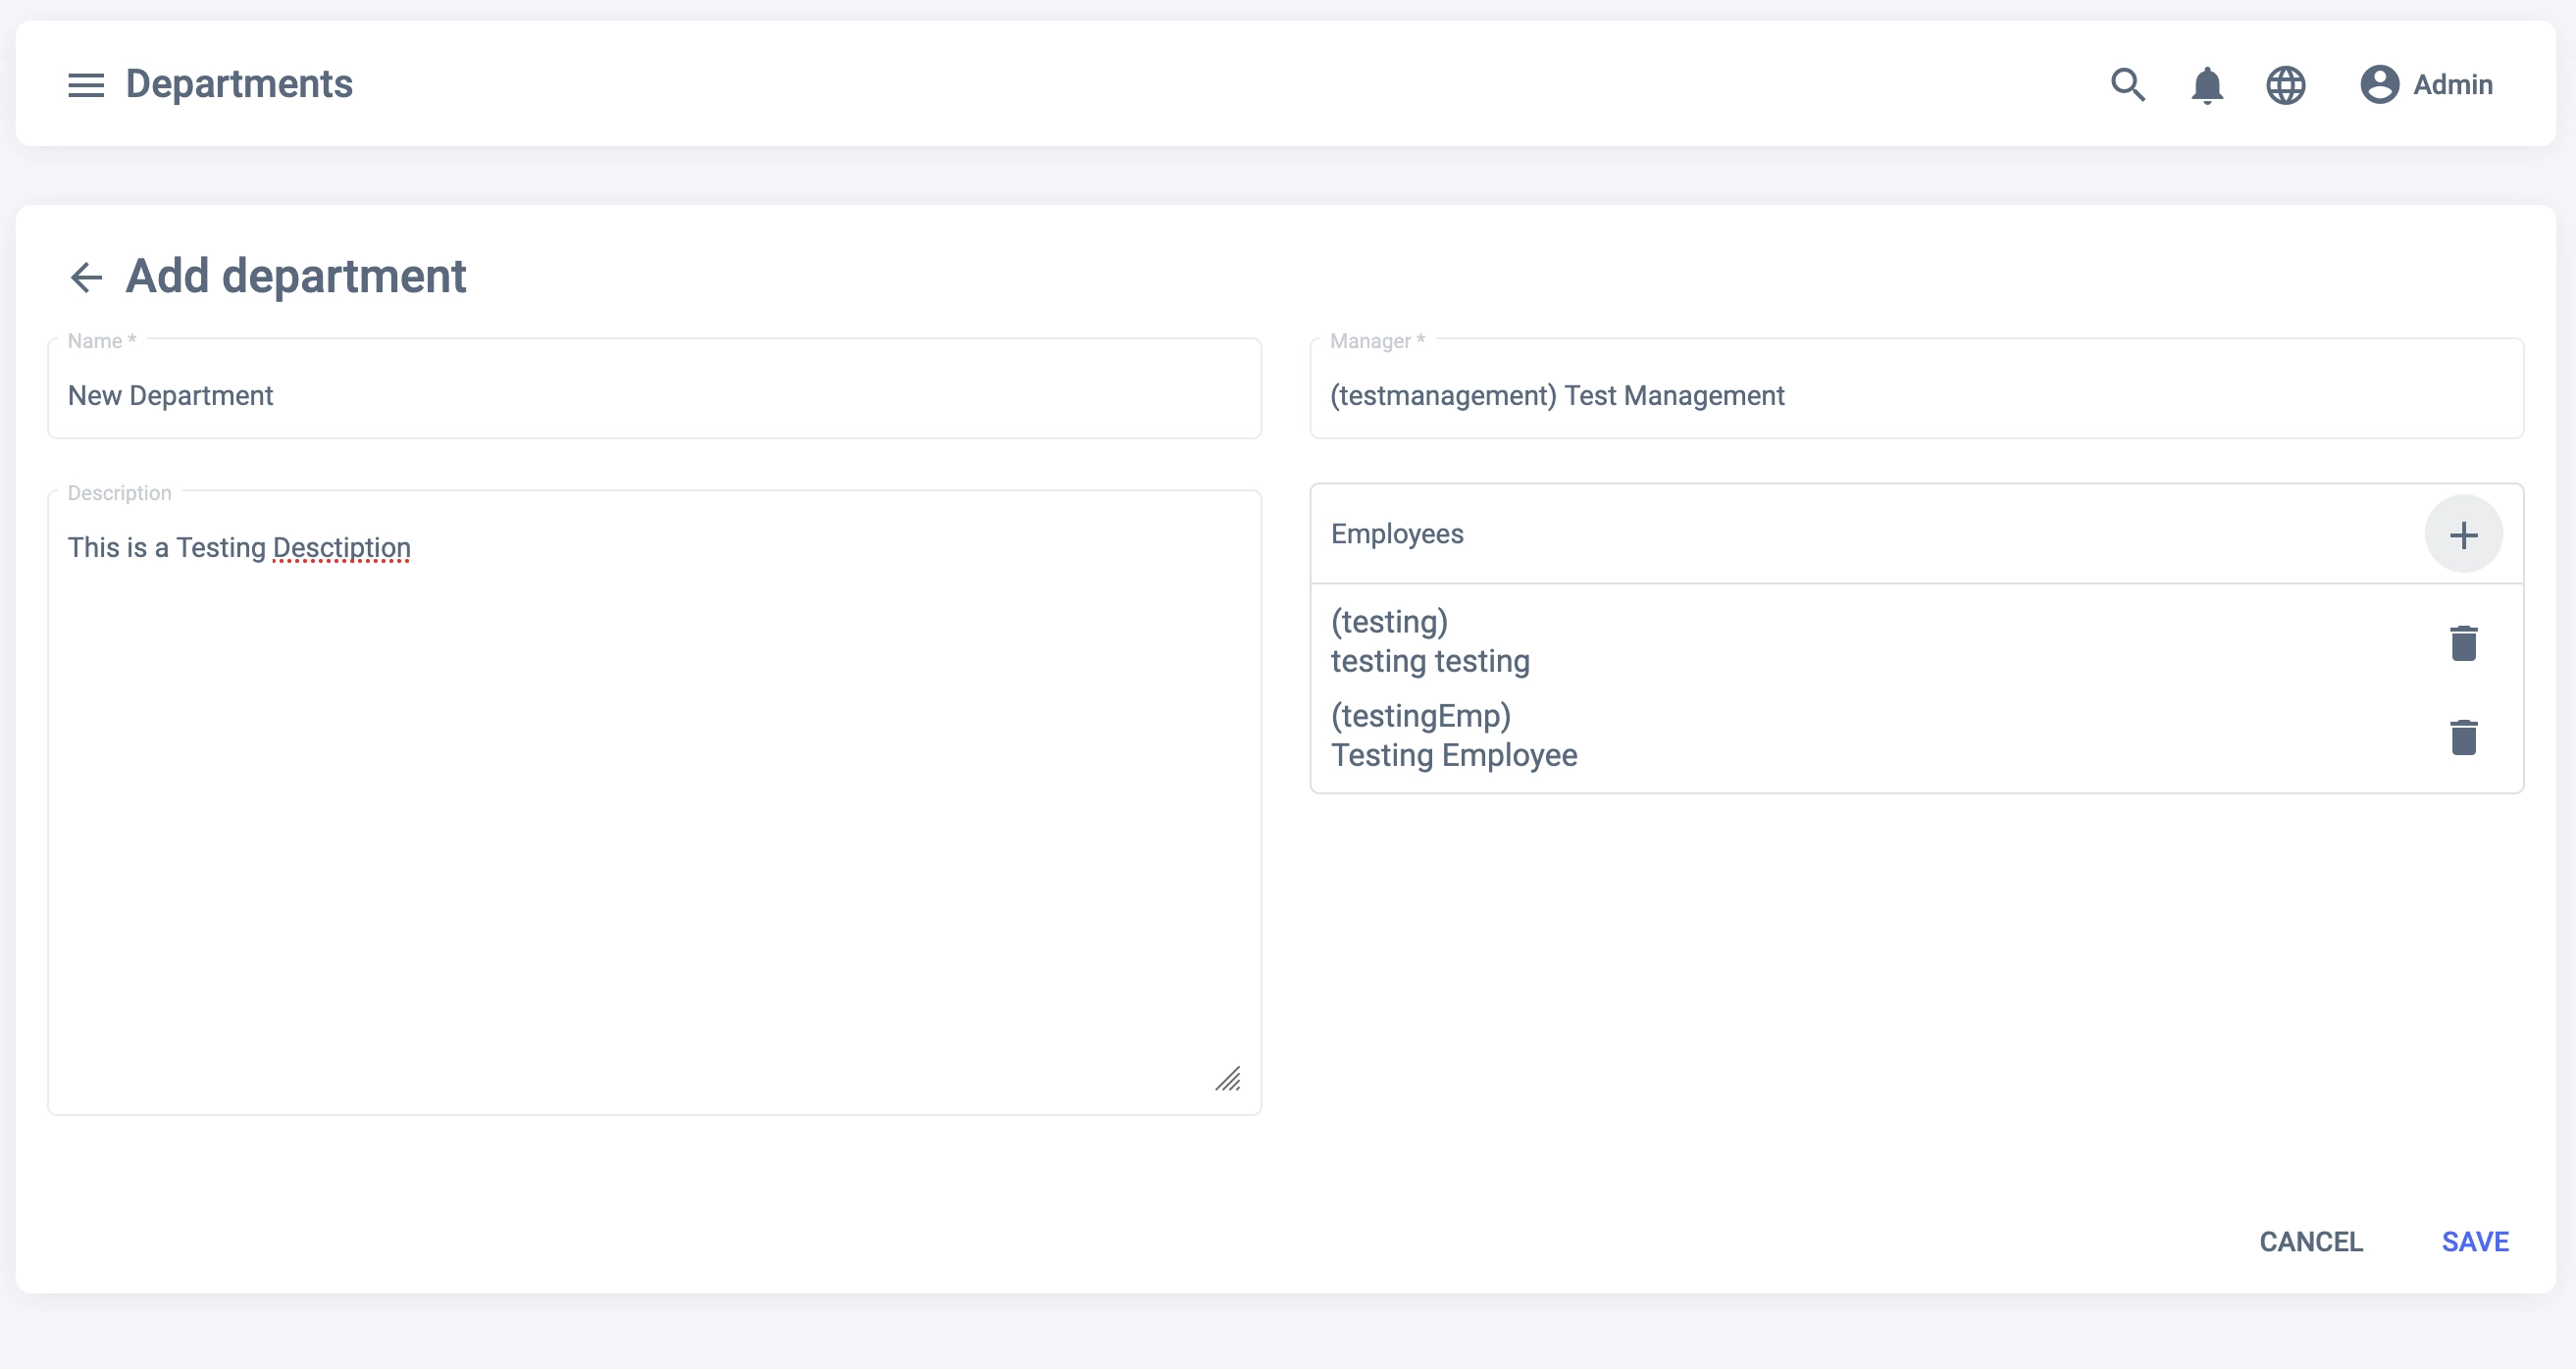 Departments
Admin
Add department
Name *
New Department
Manager *
(testmanagement) Test Management
Description
This is a Testing Desctiption
Employees
(testing)
testing testing
(testingEmp)
Testing Employee
CANCEL
SAVE